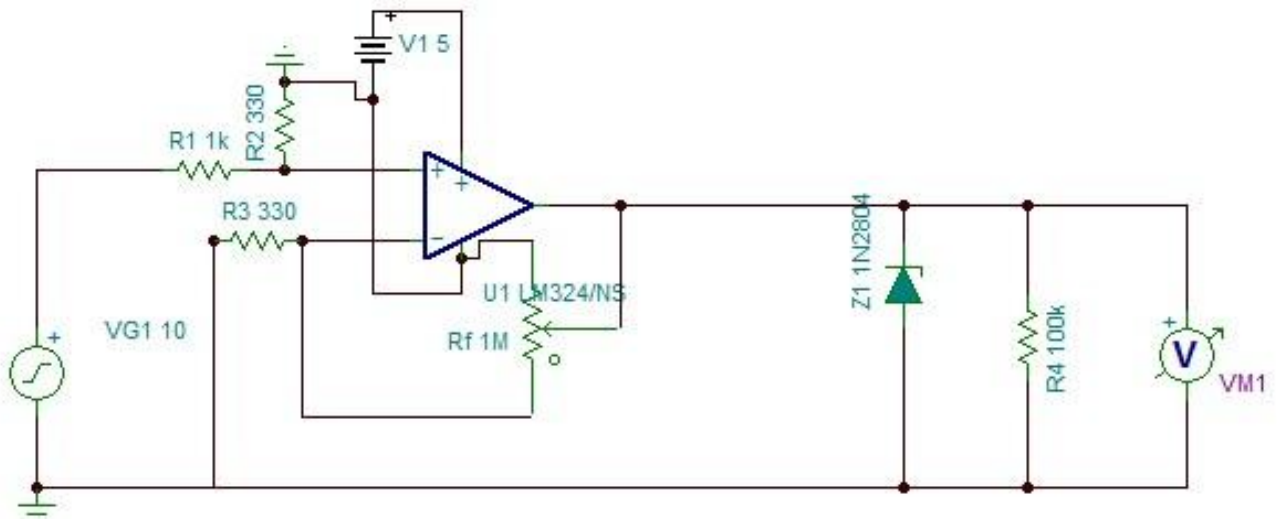 V1 5
R2 330
R1 1k
R3 330
U1 LM324/NS
Z1 1N2804
VG1 10
Rf 1M
R4 100k
V
VM1